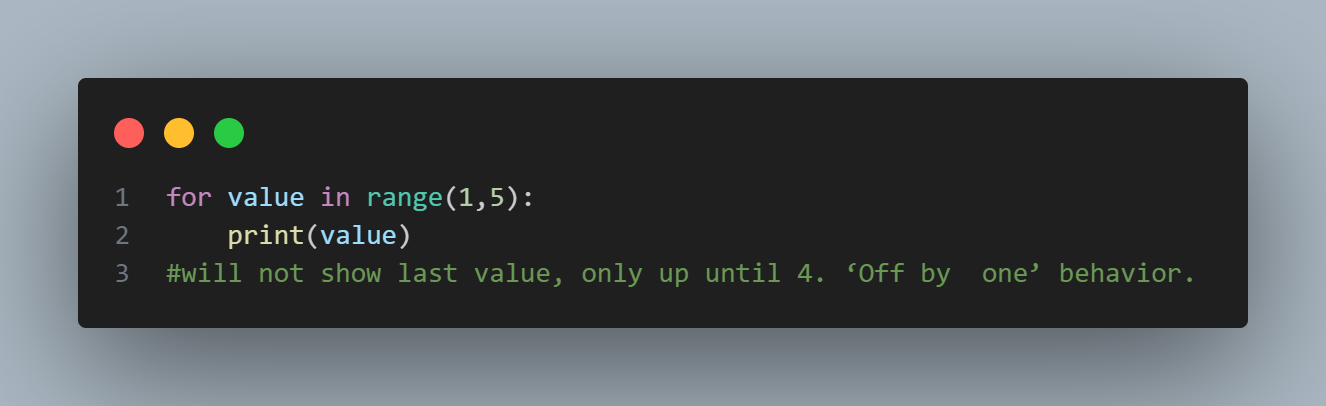 1 for value in range(1,5):
2     print(value)
3 #will not show last value, only up until 4. ‘Off by  one’ behavior.